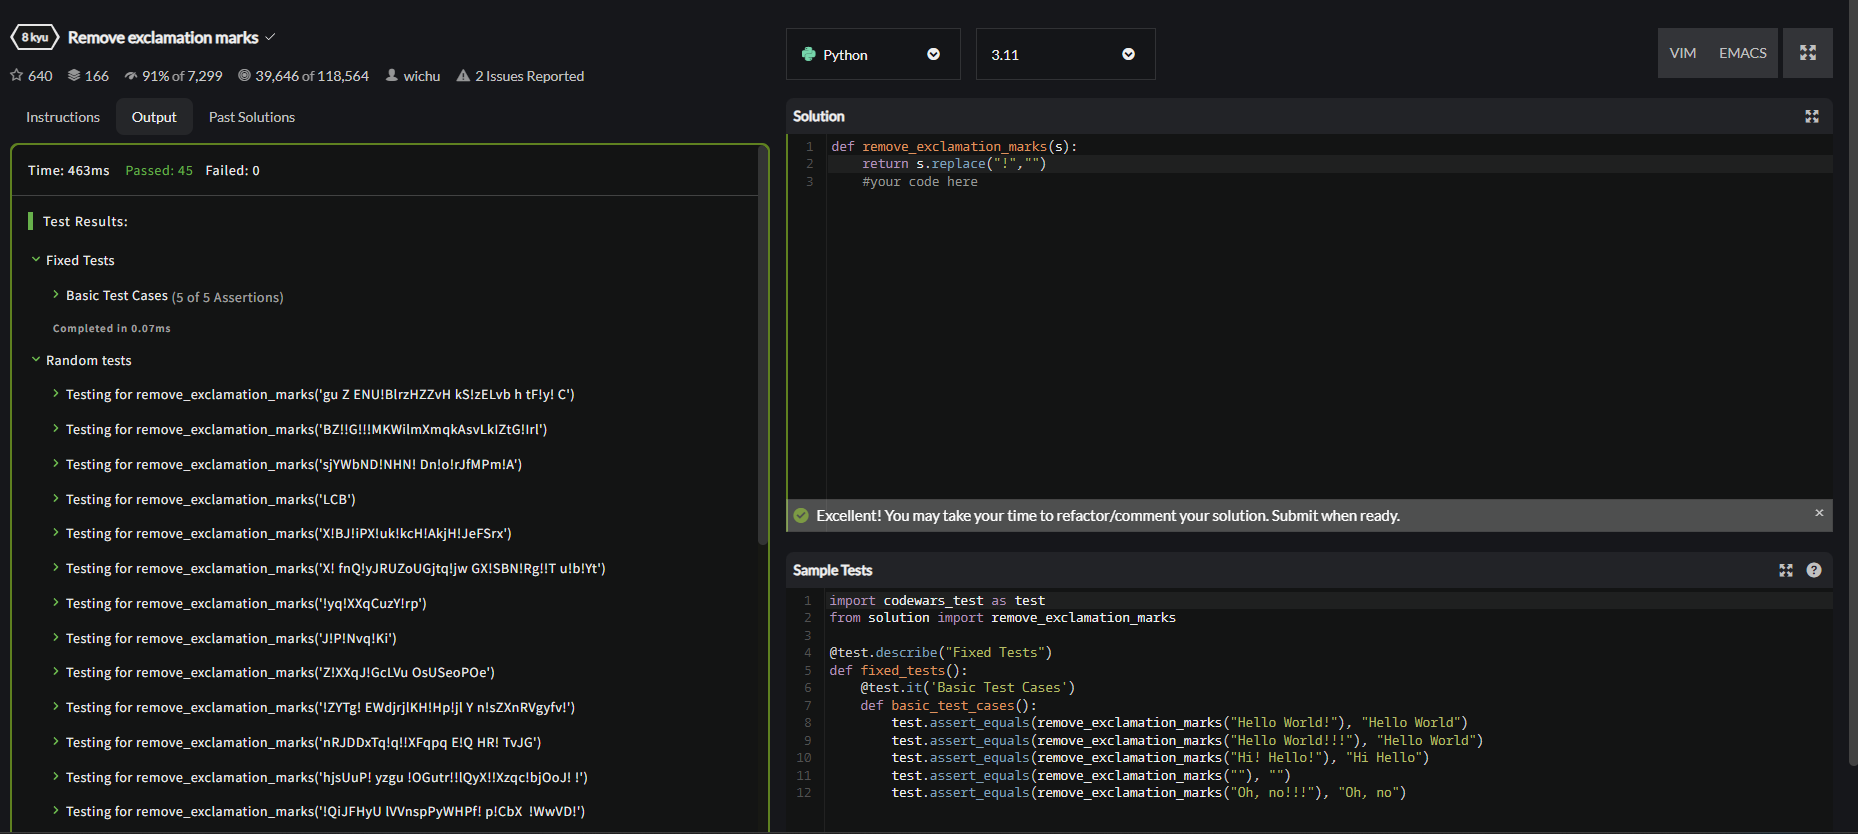 8 kyu Remove exclamation marks
640 166 91% of 7,299 39,646 of 118,564 wichu 2 Issues Reported
Instructions Output Past Solutions
Time: 463ms Passed: 45 Failed: 0
Test Results:
Fixed Tests
Basic Test Cases (5 of 5 Assertions)
Completed in 0.07ms
Random tests
Testing for remove_exclamation_marks('gu Z ENU!BlrzHZZvH kS!zELvb h tF!y! C')
Testing for remove_exclamation_marks('BZ!!G!!!MKWilmXmqkAsvLkIZtG!Irl')
Testing for remove_exclamation_marks('sjYWbND!NHN! Dn!o!rJfMPm!A')
Testing for remove_exclamation_marks('LCB')
Testing for remove_exclamation_marks('X!BJ!iPX!uk!kcH!AkjH!JeFSrx')
Testing for remove_exclamation_marks('X! fnQ!yJRUZoUGjtq!jw GX!SBN!Rg!!T u!b!Yt')
Testing for remove_exclamation_marks('!yq!XXqCuzY!rp')
Testing for remove_exclamation_marks('J!P!Nvq!Ki')
Testing for remove_exclamation_marks('Z!XXqJ!GcLVu OsUSeoPOe')
Testing for remove_exclamation_marks('!ZYTg! EWdjrjlKH!Hp!jl Y n!sZXnRVgyfv!')
Testing for remove_exclamation_marks('nRJDDxTq!q!!XFqpq E!Q HR! TvJG')
Testing for remove_exclamation_marks('hjsUuP! yzgu !OGutr!!lQyX!!Xzqc!bjOoJ! !')
Testing for remove_exclamation_marks('!QiJFHyU lVVnspPyWHPf! p!CbX !WwVD!')
Python 3.11 VIM EMACS
Solution
1 def remove_exclamation_marks(s):
2 return s.replace("!","")
3 #your code here
Excellent! You may take your time to refactor/comment your solution. Submit when ready. ×
Sample Tests ?
1 import codewars_test as test
2 from solution import remove_exclamation_marks
3
4 @test.describe("Fixed Tests")
5 def fixed_tests():
6 @test.it('Basic Test Cases')
7 def basic_test_cases():
8 test.assert_equals(remove_exclamation_marks("Hello World!"), "Hello World")
9 test.assert_equals(remove_exclamation_marks("Hello World!!!"), "Hello World")
10 test.assert_equals(remove_exclamation_marks("Hi! Hello!"), "Hi Hello")
11 test.assert_equals(remove_exclamation_marks(""), "")
12 test.assert_equals(remove_exclamation_marks("Oh, no!!!"), "Oh, no")